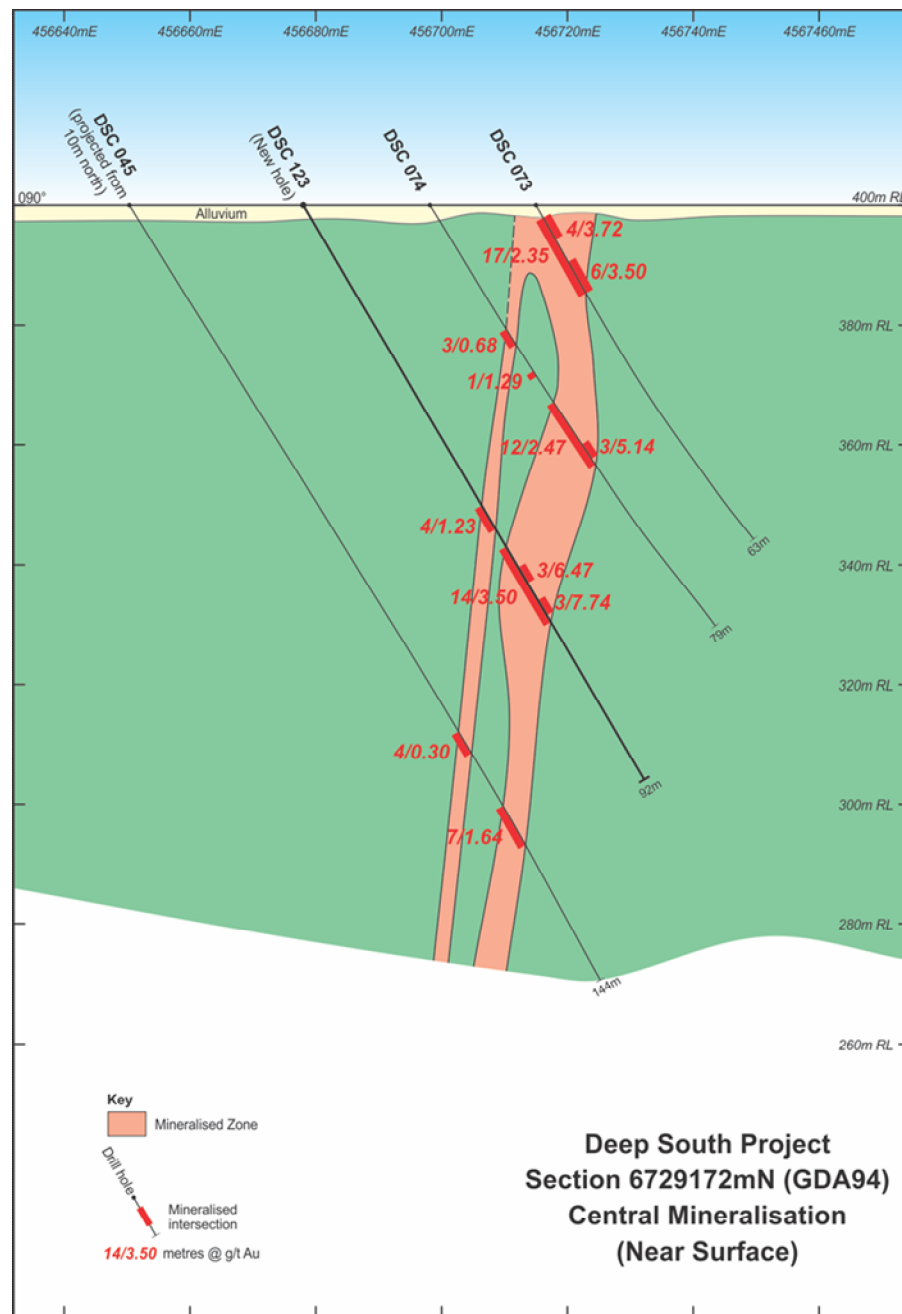 456640mE
456660mE
456680mE
456700mE
456720mE
456740mE
4567460mE
DSC 045
(projected from
10m north)
DSC 123
(New hole)
DSC 074
DSC 073
090°
400m RL
Alluvium
4/3.72
17/2.35
6/3.50
380m RL
3/0.68
1/1.29
360m RL
12/2.47
3/5.14
4/1.23
63m
340m RL
3/6.47
14/3.50
3/7.74
79m
320m RL
4/0.30
92m
300m RL
7/1.64
280m RL
144m
260m RL
Key
Mineralised Zone
Drill hole
Mineralised
intersection
14/3.50 metres @ g/t Au
Deep South Project
Section 6729172mN (GDA94)
Central Mineralisation
(Near Surface)